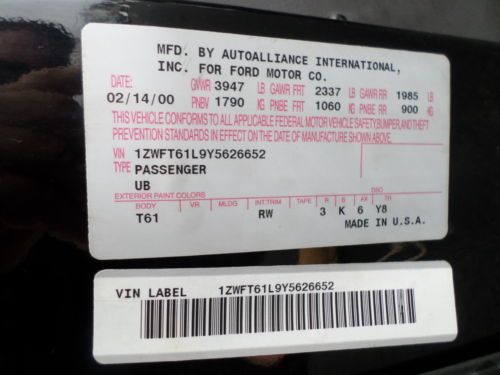 MFD. BY AUTOALLIANCE INTERNATIONAL,
INC. FOR FORD MOTOR CO.
DATE: GVWR 3947 LB GAWR FRT 2337 LB GAWR RR 1985 LB
02/14/00 PNBV 1790 KG PNBE FRT 1060 KG PNBE RR 900 KG
THIS VEHICLE CONFORMS TO ALL APPLICABLE FEDERAL MOTOR VEHICLE SAFETY,BUMPER,AND THEFT
PREVENTION STANDARDS IN EFFECT ON THE DATE OF MANUFACTURE SHOWN ABOVE.
VIN 1ZWFT61L9Y5626652
TYPE PASSENGER
UB
EXTERIOR PAINT COLORS DSO
BODY VR MLDG INT.TRIM TAPE R B AX TR
T61 RW 3 K 6 Y8
MADE IN U.S.A.
VIN LABEL 1ZWFT61L9Y5626652